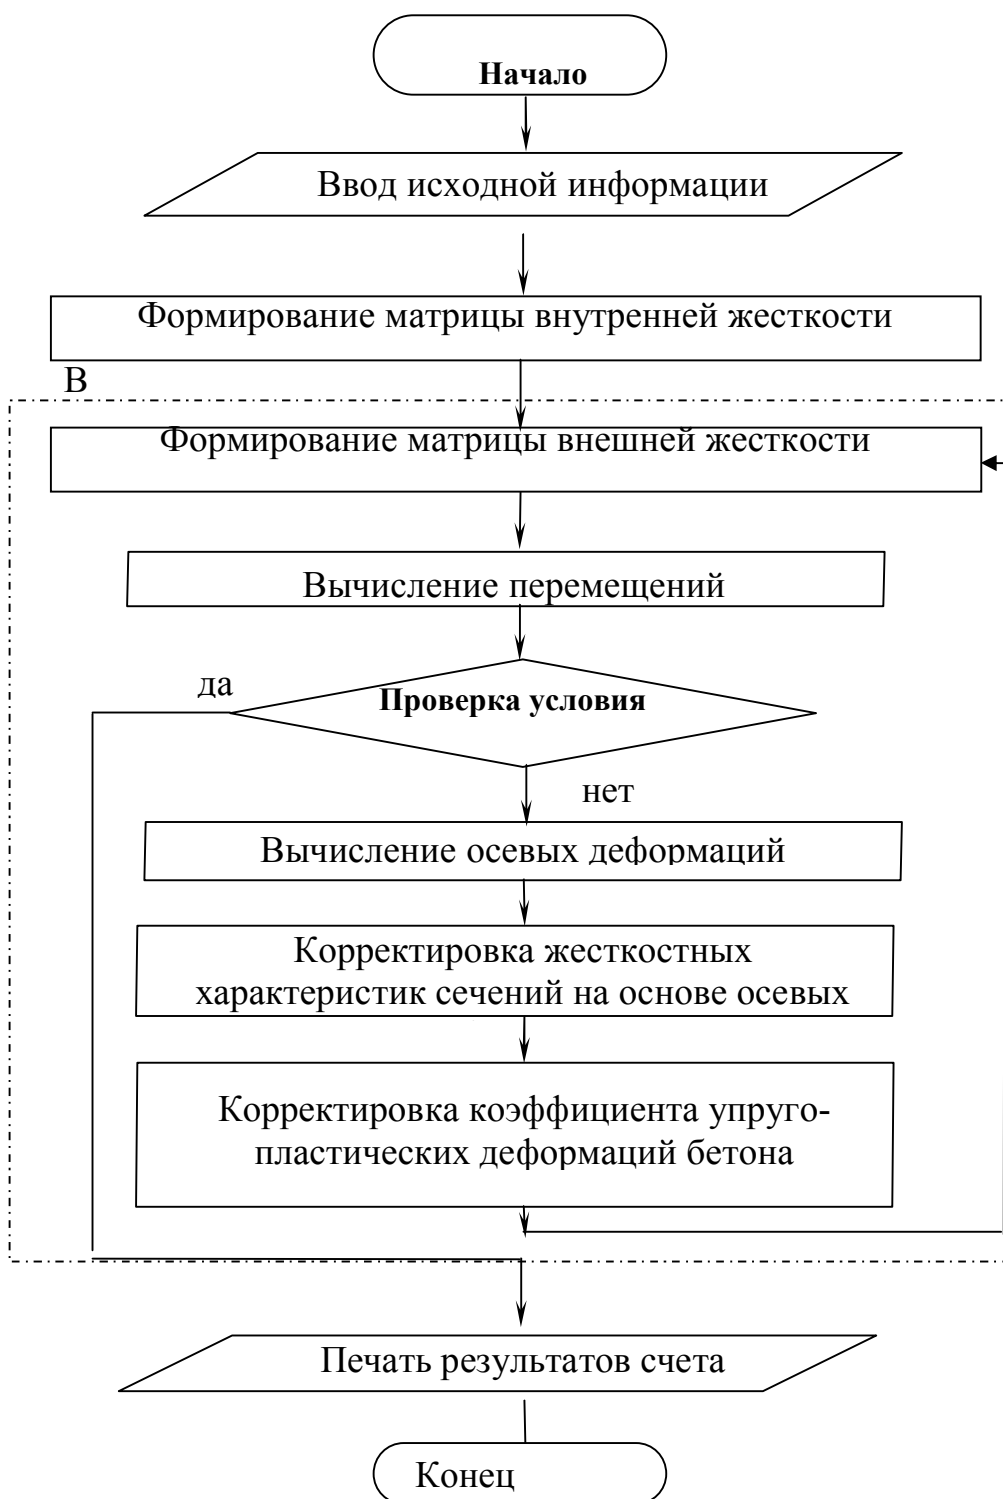 Начало
Ввод исходной информации
Формирование матрицы внутренней жесткости
В
Формирование матрицы внешней жесткости
Вычисление перемещений
да
Проверка условия
нет
Вычисление осевых деформаций
Корректировка жесткостных
характеристик сечений на основе осевых
Корректировка коэффициента упруго-
пластических деформаций бетона
Печать результатов счета
Конец